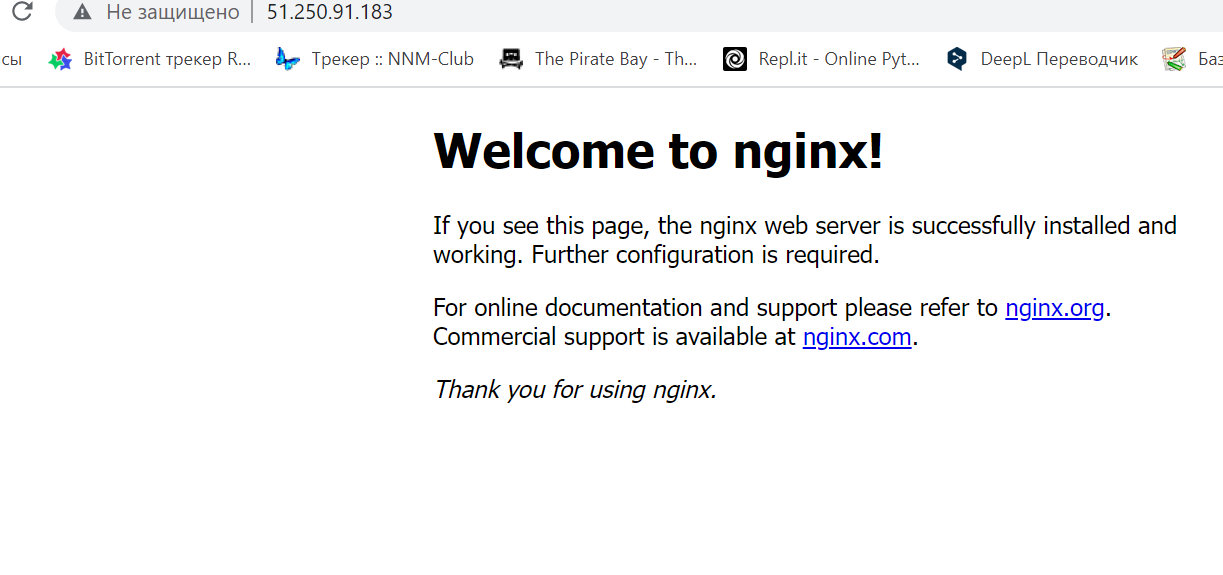 Не защищено 51.250.91.183
сы BitTorrent трекер R... Трекер :: NNM-Club The Pirate Bay - Th... Repl.it - Online Pyt... DeepL Переводчик Баз
Welcome to nginx!
If you see this page, the nginx web server is successfully installed and
working. Further configuration is required.
For online documentation and support please refer to nginx.org.
Commercial support is available at nginx.com.
Thank you for using nginx.